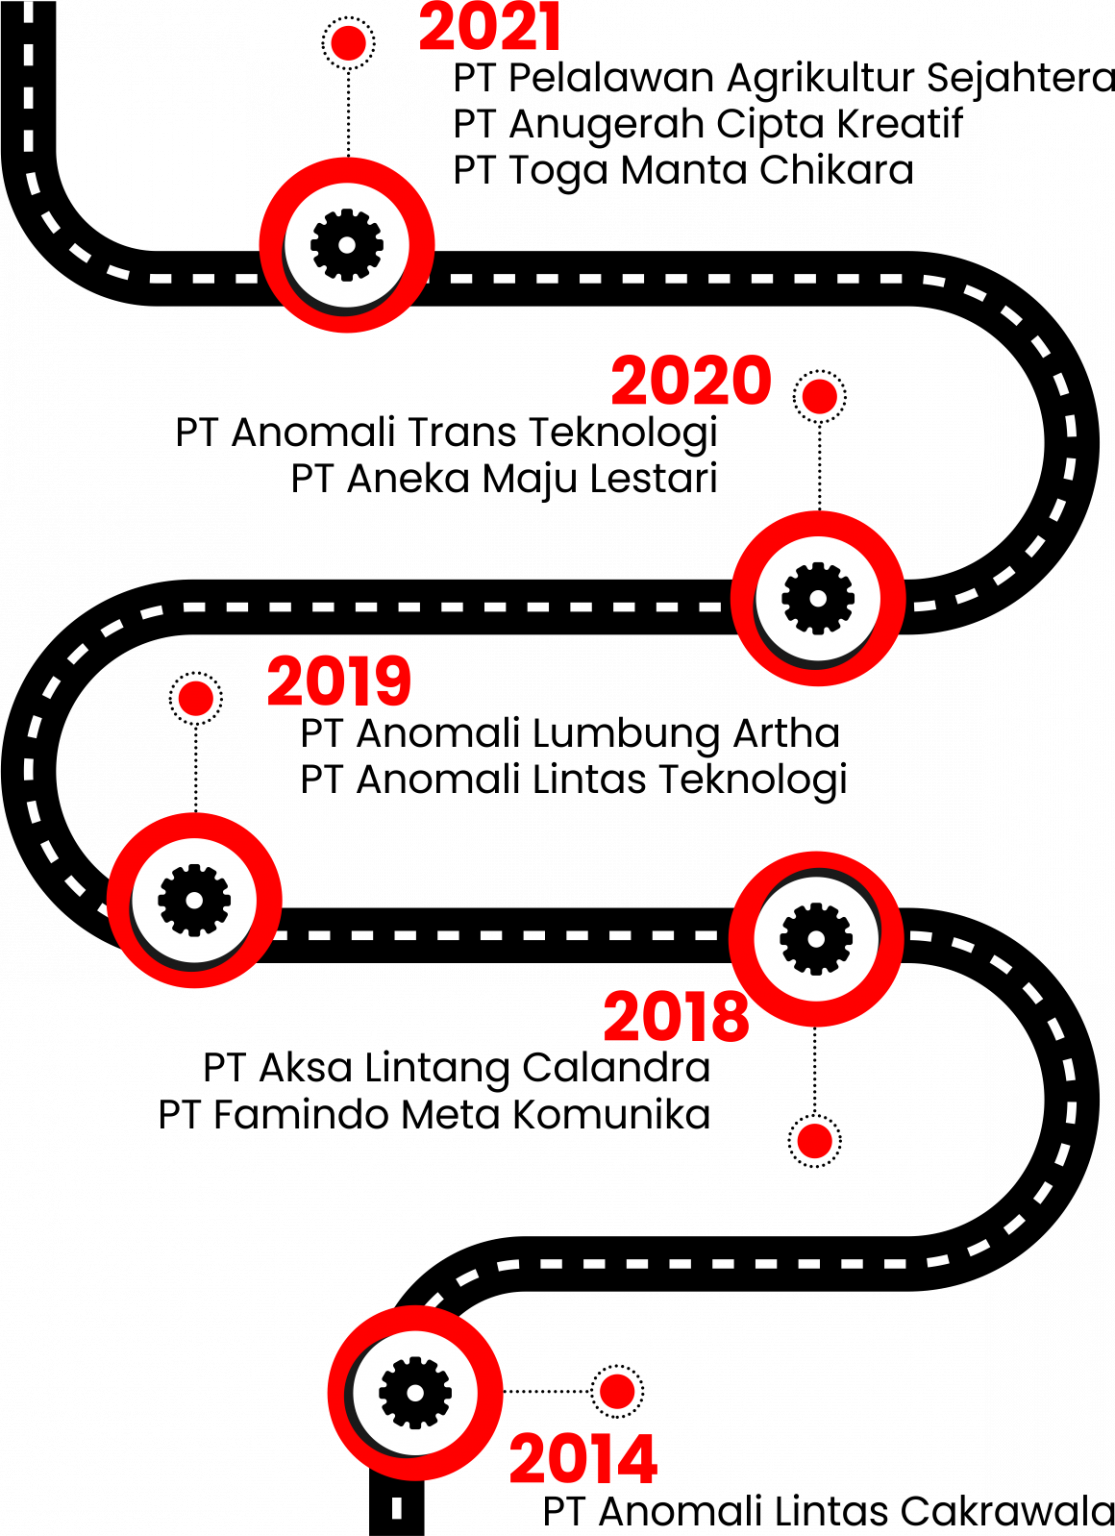 2021
PT Pelalawan Agrikultur Sejahtera
PT Anugerah Cipta Kreatif
PT Toga Manta Chikara
2020
PT Anomali Trans Teknologi
PT Aneka Maju Lestari
2019
PT Anomali Lumbung Artha
PT Anomali Lintas Teknologi
2018
PT Aksa Lintang Calandra
PT Famindo Meta Komunika
2014
PT Anomali Lintas Cakrawala